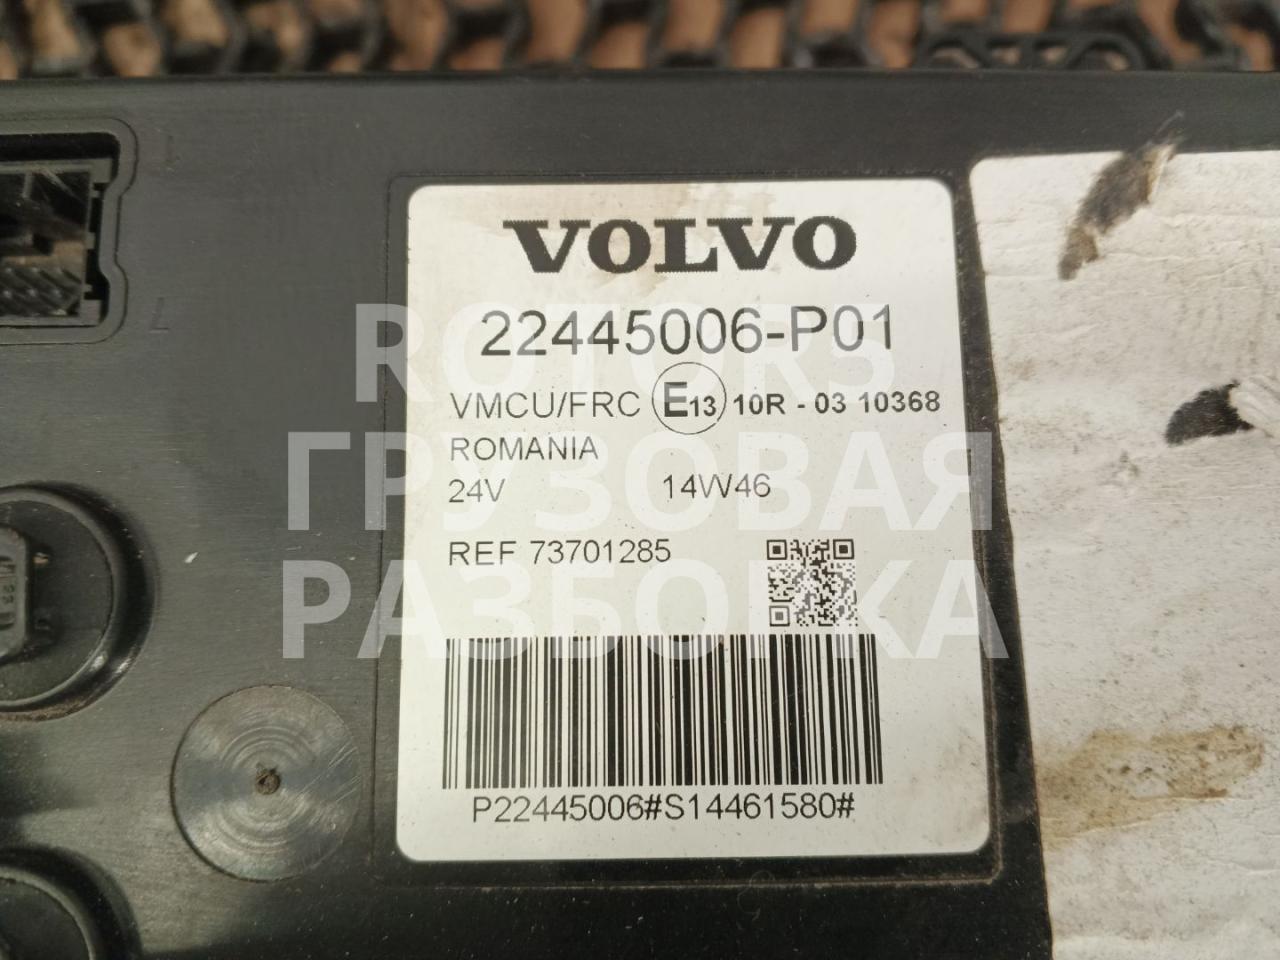 VOLVO
22445006-P01
VMCU/FRC E13 10R - 03 10368
ROMANIA
24V 14W46
REF 73701285
P22445006#S14461580#
ROTORS
ГРУЗОВАЯ
РАЗБОРКА